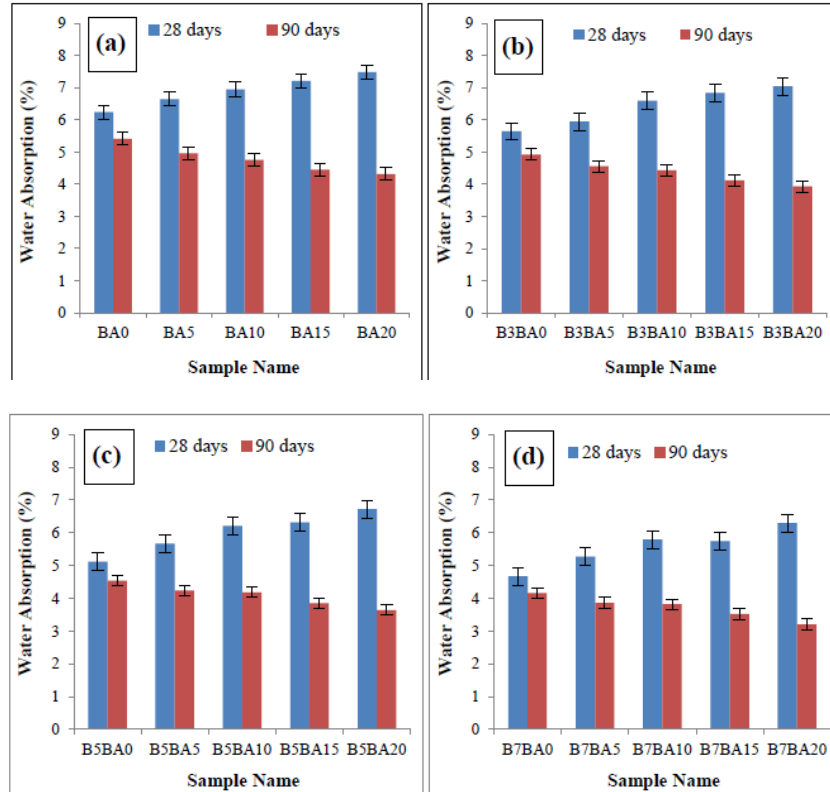 (a)
28 days
90 days
Water Absorption (%)
9
8
7
6
5
4
3
2
1
0
BA0 BA5 BA10 BA15 BA20
Sample Name
(b)
28 days
90 days
Water Absorption (%)
9
8
7
6
5
4
3
2
1
0
B3BA0 B3BA5 B3BA10 B3BA15 B3BA20
Sample Name
(c)
28 days
90 days
Water Absorption (%)
9
8
7
6
5
4
3
2
1
0
B5BA0 B5BA5 B5BA10 B5BA15 B5BA20
Sample Name
(d)
28 days
90 days
Water Absorption (%)
9
8
7
6
5
4
3
2
1
0
B7BA0 B7BA5 B7BA10 B7BA15 B7BA20
Sample Name